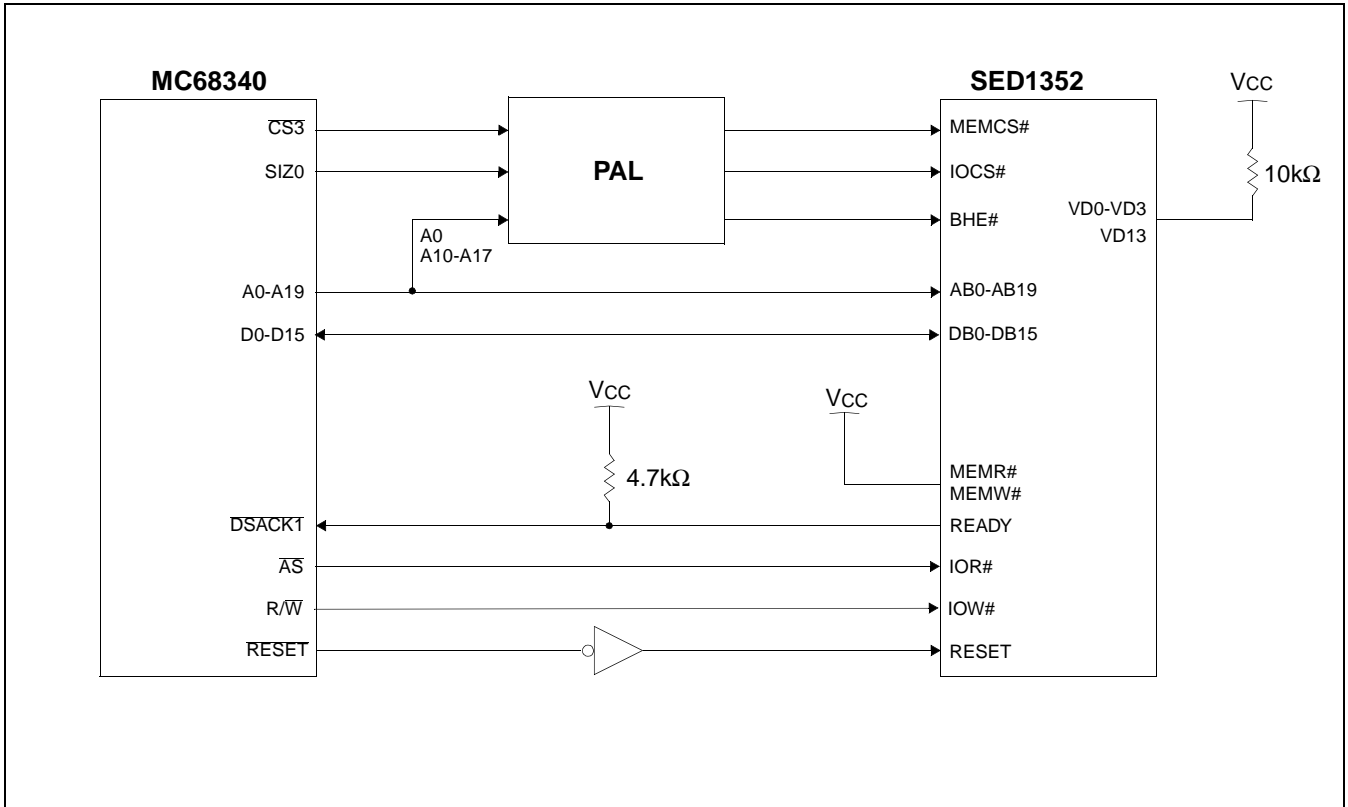 MC68340
SED1352
VCC
CS3
MEMCS#
SIZ0
PAL
IOCS#
10kΩ
BHE#
VD0-VD3
VD13
A0
A10-A17
A0-A19
AB0-AB19
D0-D15
DB0-DB15
VCC
VCC
4.7kΩ
MEMR#
MEMW#
DSACK1
READY
AS
IOR#
R/W
IOW#
RESET
RESET